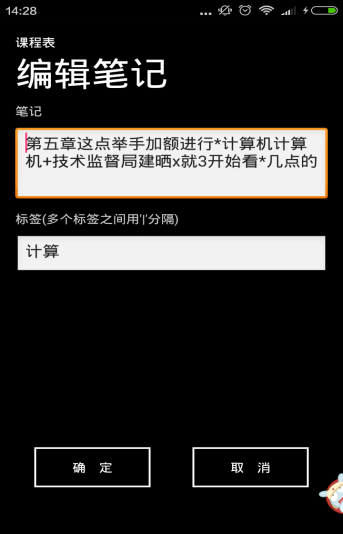 14:28
课程表
编辑笔记
笔记
第五章这点举手加额进行*计算机计算
机+技术监督局建晒x就3开始看*几点的
标签(多个标签之间用'|'分隔)
计算
确 定
取 消